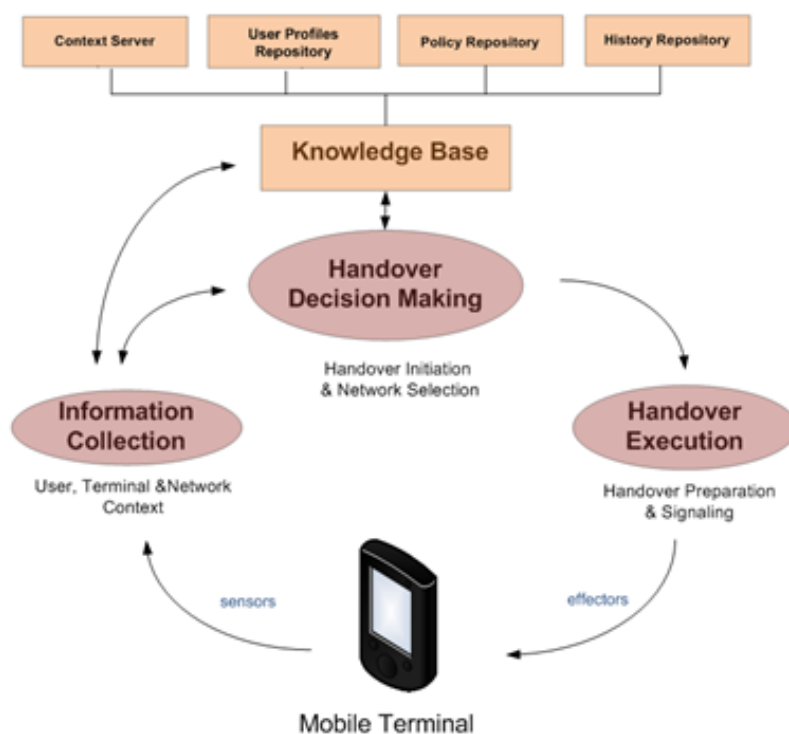 Context Server
User Profiles
Repository
Policy Repository
History Repository
Knowledge Base
Handover
Decision Making
Handover Initiation
& Network Selection
Information
Collection
User, Terminal &Network
Context
Handover
Execution
Handover Preparation
& Signaling
sensors
effectors
Mobile Terminal